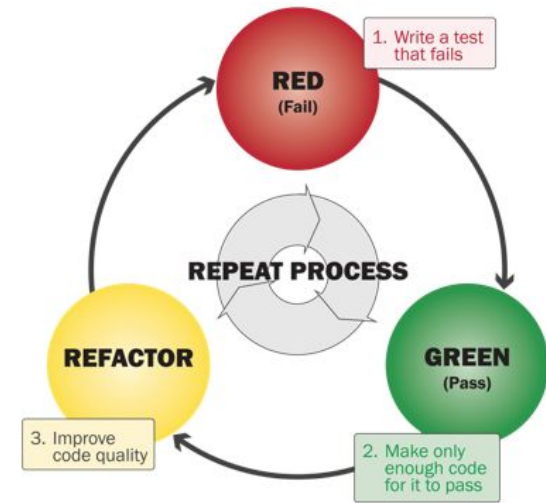 1. Write a test
that fails
RED
(Fail)
REPEAT PROCESS
REFACTOR
GREEN
(Pass)
3. Improve
code quality
2. Make only
enough code
for it to pass